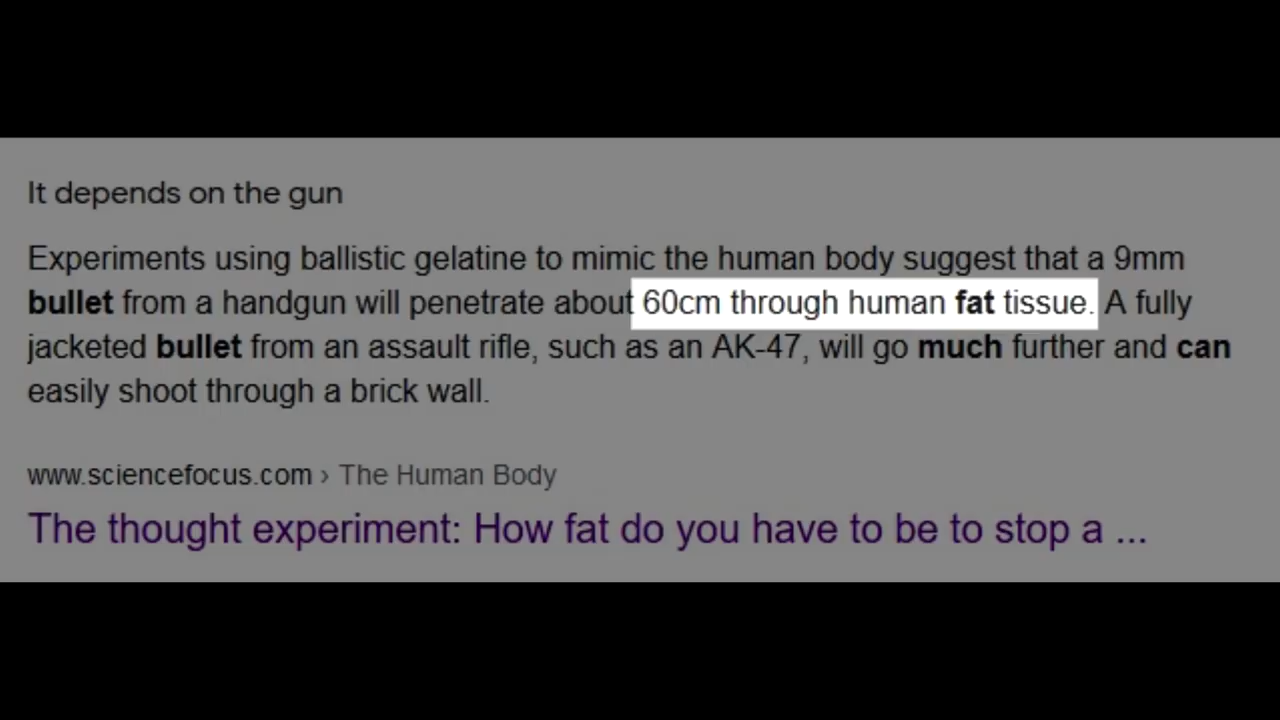 It depends on the gun
Experiments using ballistic gelatine to mimic the human body suggest that a 9mm
bullet from a handgun will penetrate about 60cm through human fat tissue. A fully
jacketed bullet from an assault rifle, such as an AK-47, will go much further and can
easily shoot through a brick wall.
www.sciencefocus.com › The Human Body
The thought experiment: How fat do you have to be to stop a ...